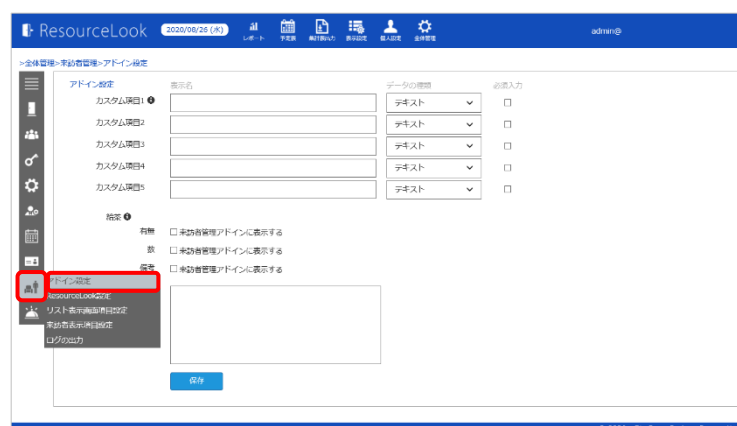 ResourceLook 2020/08/26 (水) レポート 予定表 集計表出力 表示設定 個人設定 全体管理 admin@
>全体管理>来訪者管理>アドイン設定
アドイン設定 表示名 データの種類 必須入力
カスタム項目1 テキスト
カスタム項目2 テキスト
カスタム項目3 テキスト
カスタム項目4 テキスト
カスタム項目5 テキスト
有無 来訪者管理アドインに表示する
数 来訪者管理アドインに表示する
備考 来訪者管理アドインに表示する
アドイン設定
ResourceLook設定
リスト表示画面項目設定
来訪者表示項目設定
ログの出力
保存